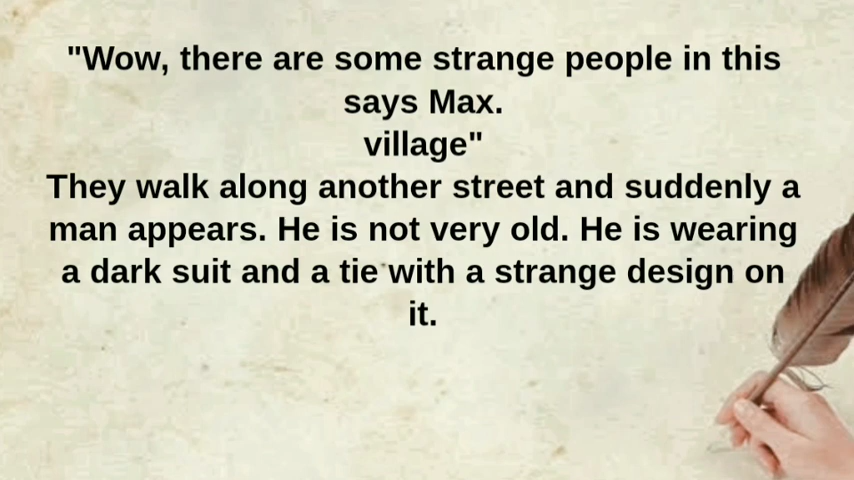 "Wow, there are some strange people in this
says Max.
village"
They walk along another street and suddenly a
man appears. He is not very old. He is wearing
a dark suit and a tie with a strange design on
it.